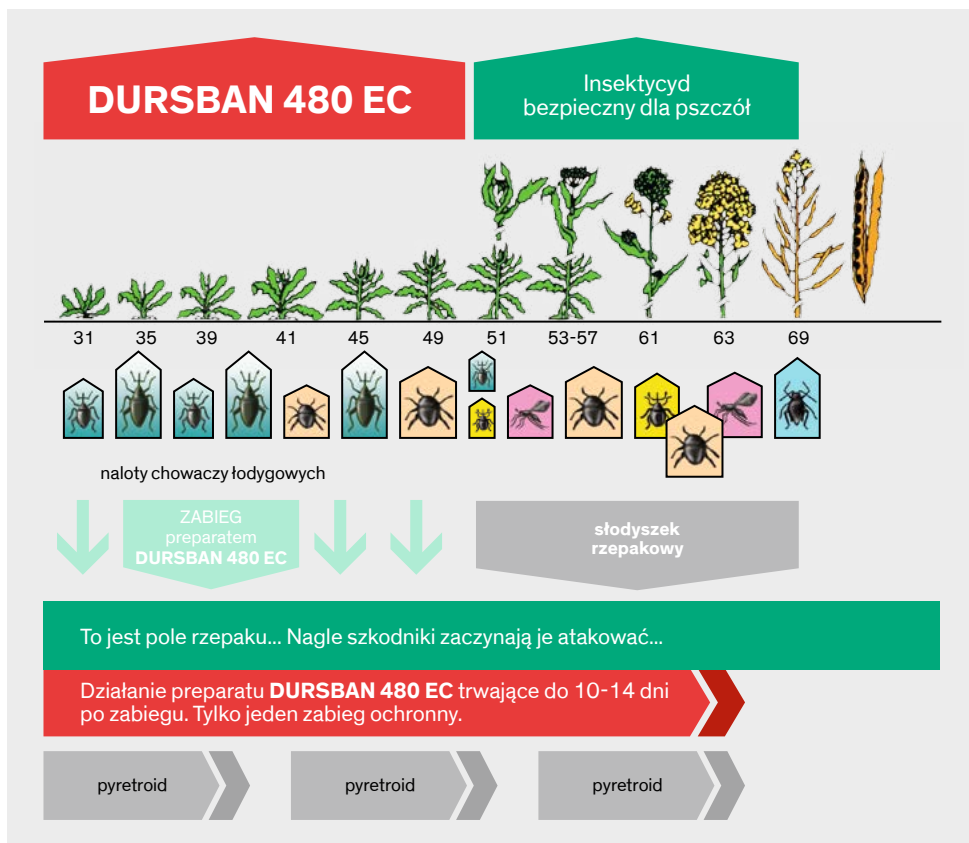 DURSBAN 480 EC
Insektycyd
bezpieczny dla pszczół
31 35 39 41 45 49 51 53-57 61 63 69
naloty chowaczy łodygowych
ZABIEG
preparatem
DURSBAN 480 EC
słodyszek
rzepakowy
To jest pole rzepaku... Nagle szkodniki zaczynają je atakować...
Działanie preparatu DURSBAN 480 EC trwające do 10-14 dni
po zabiegu. Tylko jeden zabieg ochronny.
pyretroid pyretroid pyretroid